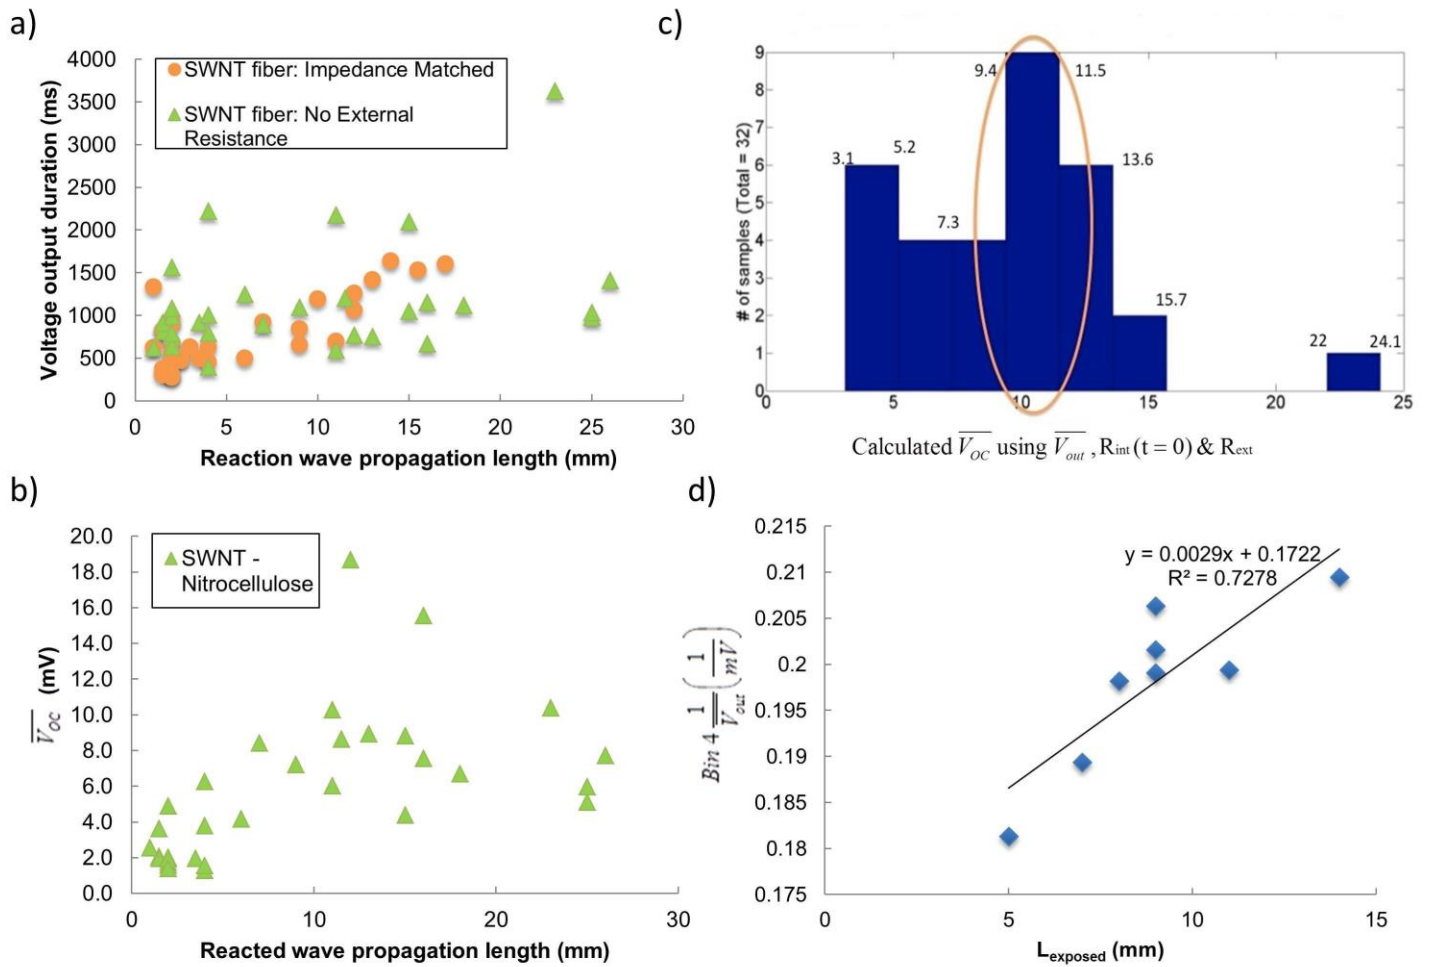 a)
4000
3500
3000
2500
2000
1500
1000
500
0
Voltage output duration (ms)
SWNT fiber: Impedance Matched
SWNT fiber: No External
Resistance
0 5 10 15 20 25 30
Reaction wave propagation length (mm)
c)
9
8
7
6
5
4
3
2
1
0
# of samples (Total = 32)
3.1
5.2
7.3
9.4
11.5
13.6
15.7
22
24.1
0 5 10 15 20 25
Calculated V̅OC using V̅out , Rint (t = 0) & Rext
b)
20.0
18.0
16.0
14.0
12.0
10.0
8.0
6.0
4.0
2.0
0.0
V̅OC (mV)
SWNT -
Nitrocellulose
0 10 20 30
Reacted wave propagation length (mm)
d)
0.215
0.21
0.205
0.2
0.195
0.19
0.185
0.18
0.175
Bin 4 1/V̿out (1/mV)
y = 0.0029x + 0.1722
R² = 0.7278
0 5 10 15
Lexposed (mm)